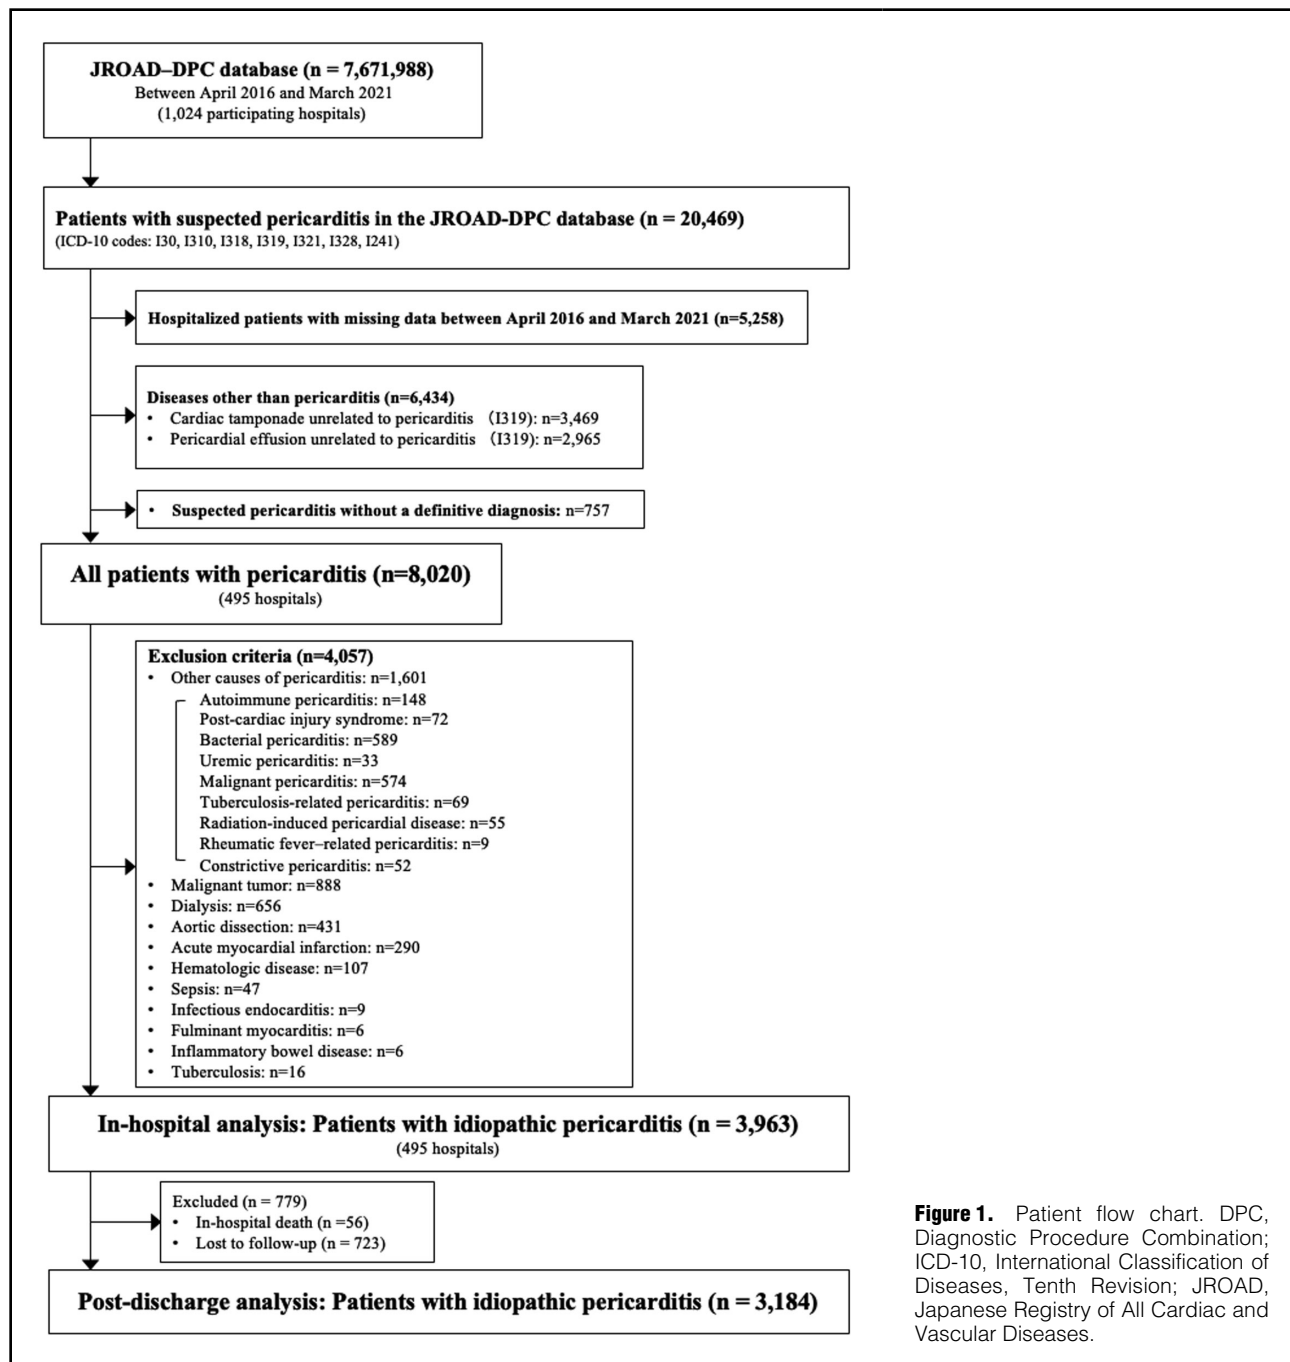 JROAD–DPC database (n = 7,671,988)
Between April 2016 and March 2021
(1,024 participating hospitals)
Patients with suspected pericarditis in the JROAD-DPC database (n = 20,469)
(ICD-10 codes: I30, I310, I318, I319, I321, I328, I241)
Hospitalized patients with missing data between April 2016 and March 2021 (n=5,258)
Diseases other than pericarditis (n=6,434)
• Cardiac tamponade unrelated to pericarditis （I319): n=3,469
• Pericardial effusion unrelated to pericarditis （I319): n=2,965
• Suspected pericarditis without a definitive diagnosis: n=757
All patients with pericarditis (n=8,020)
(495 hospitals)
Exclusion criteria (n=4,057)
• Other causes of pericarditis: n=1,601
Autoimmune pericarditis: n=148
Post-cardiac injury syndrome: n=72
Bacterial pericarditis: n=589
Uremic pericarditis: n=33
Malignant pericarditis: n=574
Tuberculosis-related pericarditis: n=69
Radiation-induced pericardial disease: n=55
Rheumatic fever–related pericarditis: n=9
Constrictive pericarditis: n=52
• Malignant tumor: n=888
• Dialysis: n=656
• Aortic dissection: n=431
• Acute myocardial infarction: n=290
• Hematologic disease: n=107
• Sepsis: n=47
• Infectious endocarditis: n=9
• Fulminant myocarditis: n=6
• Inflammatory bowel disease: n=6
• Tuberculosis: n=16
In-hospital analysis: Patients with idiopathic pericarditis (n = 3,963)
(495 hospitals)
Excluded (n = 779)
• In-hospital death (n =56)
• Lost to follow-up (n = 723)
Post-discharge analysis: Patients with idiopathic pericarditis (n = 3,184)
Figure 1. Patient flow chart. DPC,
Diagnostic Procedure Combination;
ICD-10, International Classification of
Diseases, Tenth Revision; JROAD,
Japanese Registry of All Cardiac and
Vascular Diseases.